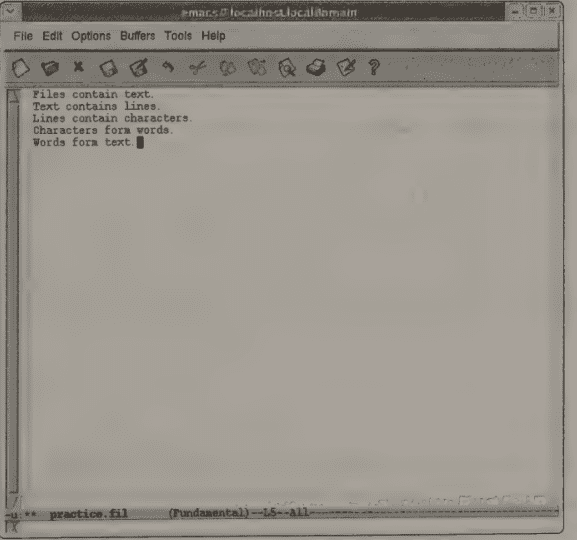 emacs@localhost.localdomain
File Edit Options Buffers Tools Help
Files contain text.
Text contains lines.
Lines contain characters.
Characters form words.
Words form text.
-u:** practice.fil (Fundamental)--L5--All